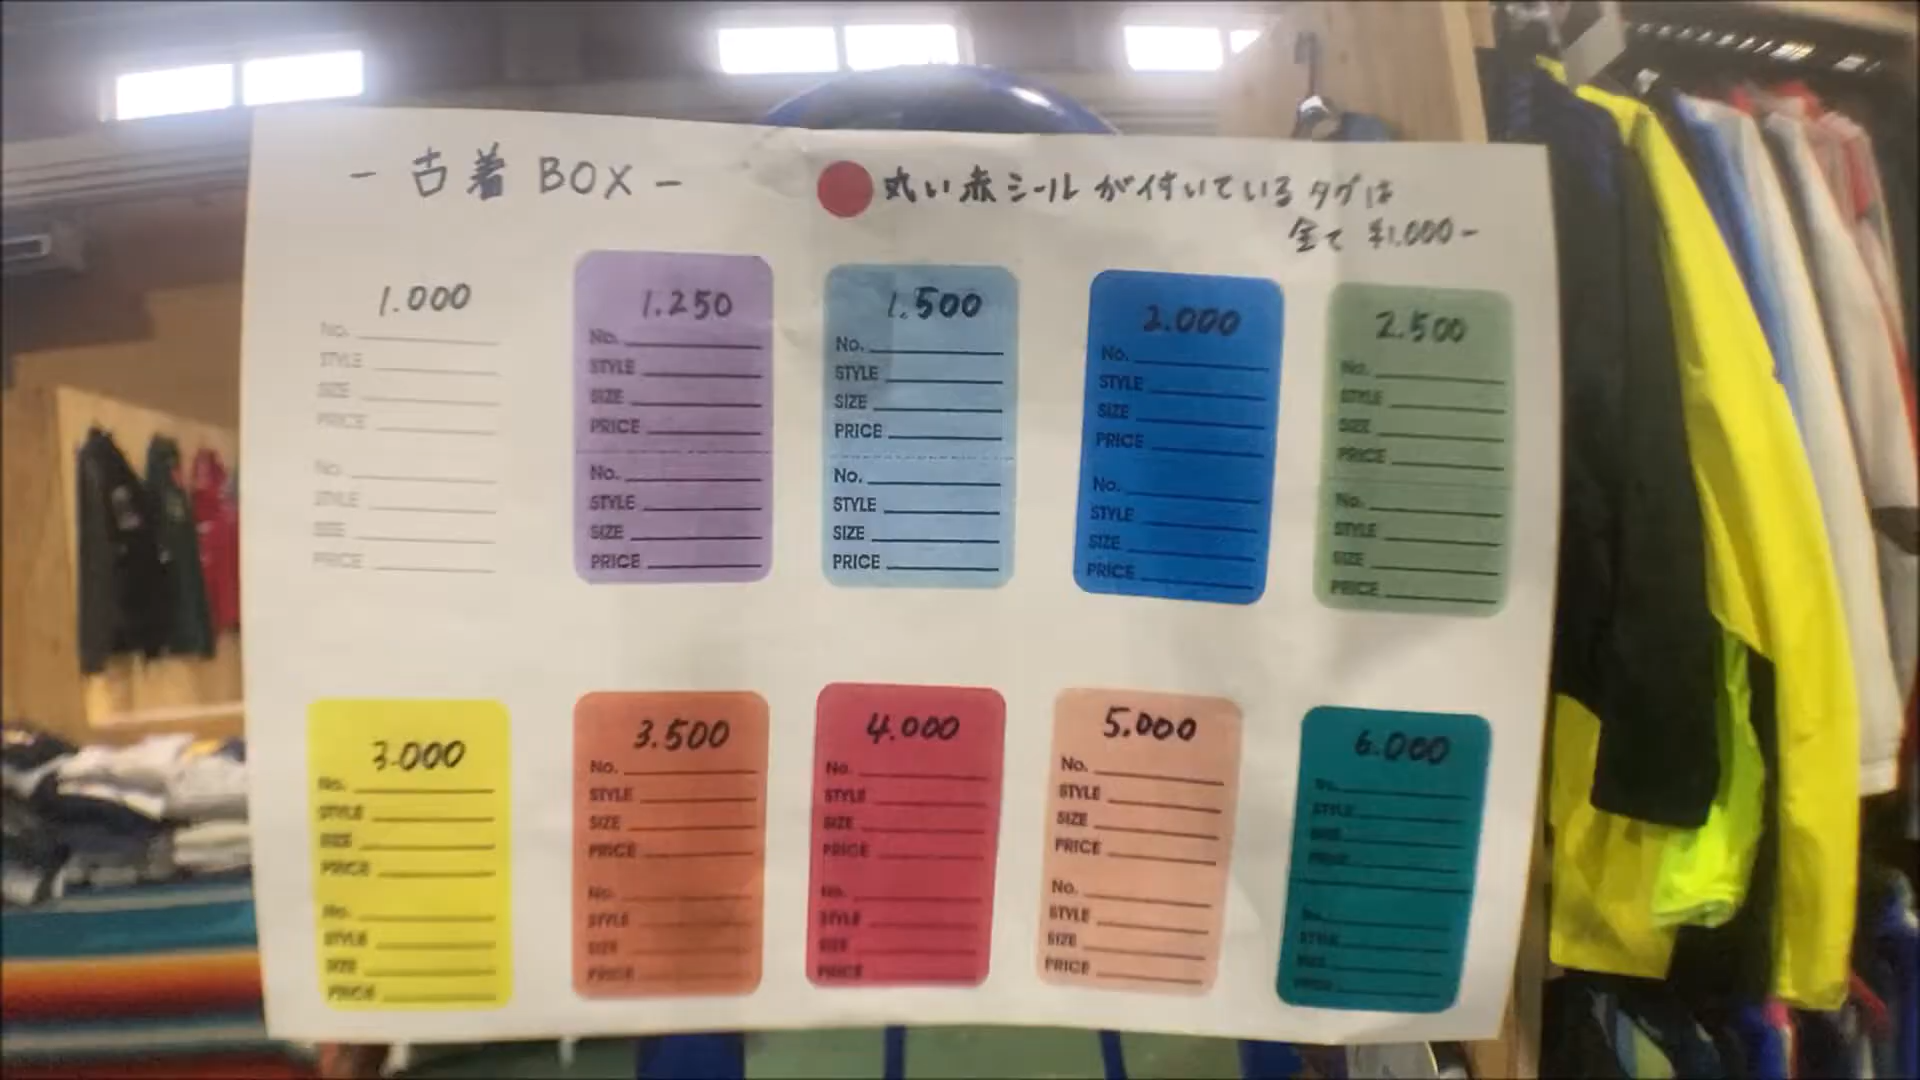 - 古着 BOX -
丸い赤シールが付いているタグは
全て ¥1.000-
1.000
No.
STYLE
SIZE
PRICE
No.
STYLE
SIZE
PRICE
1.250
No.
STYLE
SIZE
PRICE
No.
STYLE
SIZE
PRICE
1.500
No.
STYLE
SIZE
PRICE
No.
STYLE
SIZE
PRICE
2.000
No.
STYLE
SIZE
PRICE
No.
STYLE
SIZE
PRICE
2.500
No.
STYLE
SIZE
PRICE
No.
STYLE
SIZE
PRICE
3.000
No.
STYLE
SIZE
PRICE
No.
STYLE
SIZE
PRICE
3.500
No.
STYLE
SIZE
PRICE
No.
STYLE
SIZE
PRICE
4.000
No.
STYLE
SIZE
PRICE
No.
STYLE
SIZE
PRICE
5.000
No.
STYLE
SIZE
PRICE
No.
STYLE
SIZE
PRICE
6.000
No.
STYLE
SIZE
PRICE
No.
STYLE
SIZE
PRICE